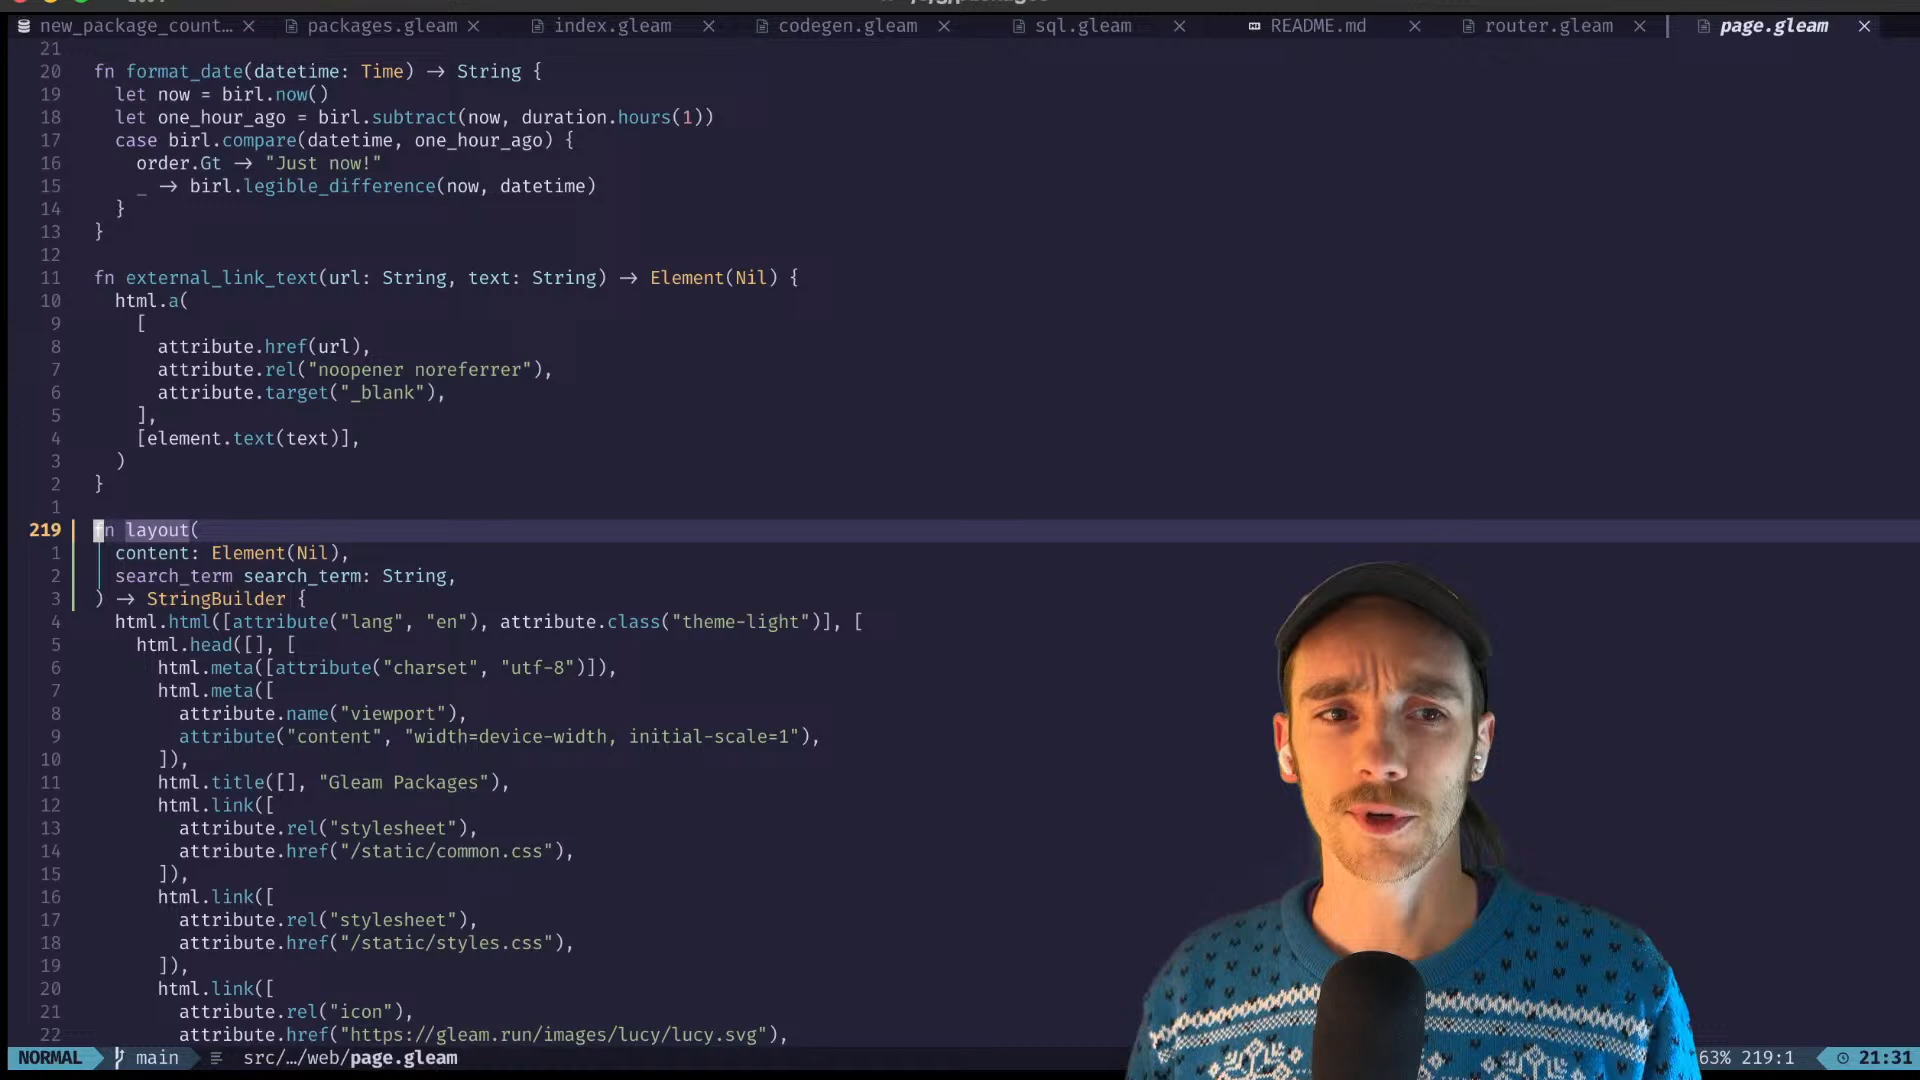 new_package_count… × packages.gleam × index.gleam × codegen.gleam × sql.gleam × README.md × router.gleam × page.gleam ×
21
20 fn format_date(datetime: Time) → String {
19 let now = birl.now()
18 let one_hour_ago = birl.subtract(now, duration.hours(1))
17 case birl.compare(datetime, one_hour_ago) {
16 order.Gt → "Just now!"
15 _ → birl.legible_difference(now, datetime)
14 }
13 }
12
11 fn external_link_text(url: String, text: String) → Element(Nil) {
10 html.a(
9 [
8 attribute.href(url),
7 attribute.rel("noopener noreferrer"),
6 attribute.target("_blank"),
5 ],
4 [element.text(text)],
3 )
2 }
1
219 fn layout(
1 content: Element(Nil),
2 search_term search_term: String,
3 ) → StringBuilder {
4 html.html([attribute("lang", "en"), attribute.class("theme-light")], [
5 html.head([], [
6 html.meta([attribute("charset", "utf-8")]),
7 html.meta([
8 attribute.name("viewport"),
9 attribute("content", "width=device-width, initial-scale=1"),
10 ]),
11 html.title([], "Gleam Packages"),
12 html.link([
13 attribute.rel("stylesheet"),
14 attribute.href("/static/common.css"),
15 ]),
16 html.link([
17 attribute.rel("stylesheet"),
18 attribute.href("/static/styles.css"),
19 ]),
20 html.link([
21 attribute.rel("icon"),
22 attribute.href("https://gleam.run/images/lucy/lucy.svg"),
NORMAL main src/…/web/page.gleam 63% 219:1 21:31